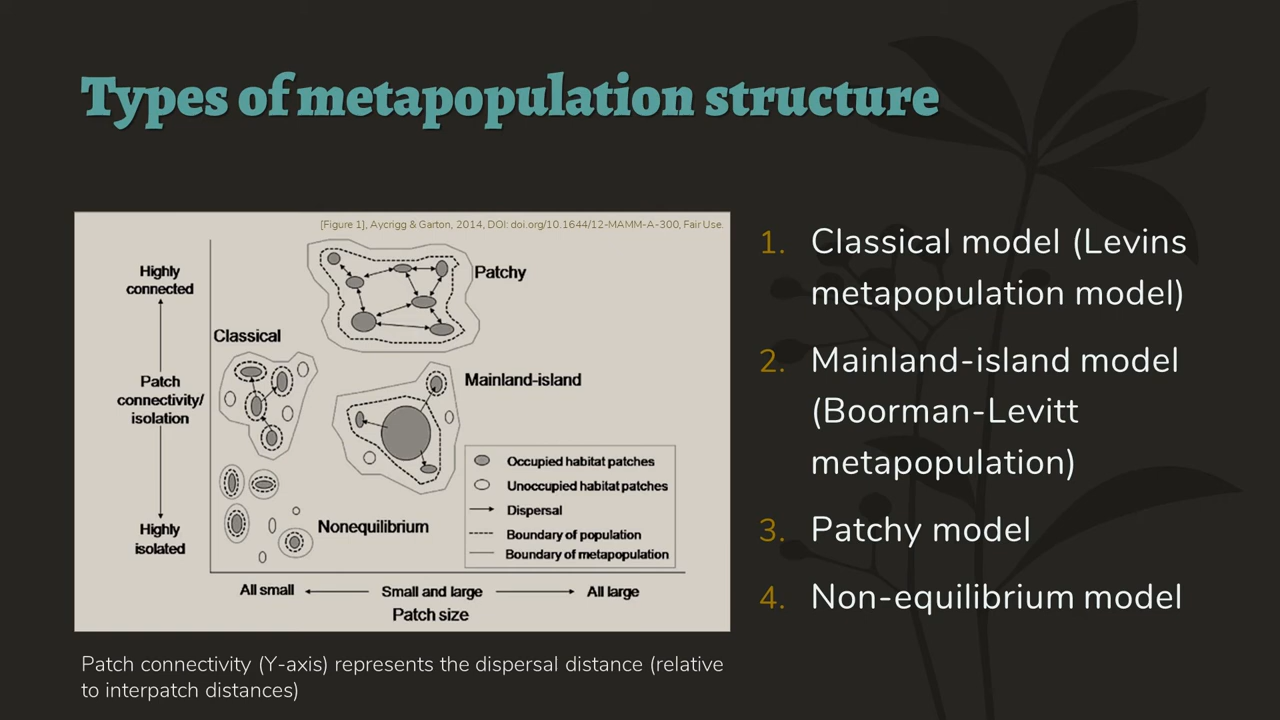 Types of metapopulation structure
[Figure 1], Aycrigg & Garton, 2014, DOI: doi.org/10.1644/12-MAMM-A-300, Fair Use.
Highly
connected
Patch
connectivity/
isolation
Highly
isolated
Patchy
Classical
Mainland-island
Nonequilibrium
Occupied habitat patches
Unoccupied habitat patches
Dispersal
Boundary of population
Boundary of metapopulation
All small
Small and large
All large
Patch size
Patch connectivity (Y-axis) represents the dispersal distance (relative
to interpatch distances)
1. Classical model (Levins
metapopulation model)
2. Mainland-island model
(Boorman-Levitt
metapopulation)
3. Patchy model
4. Non-equilibrium model